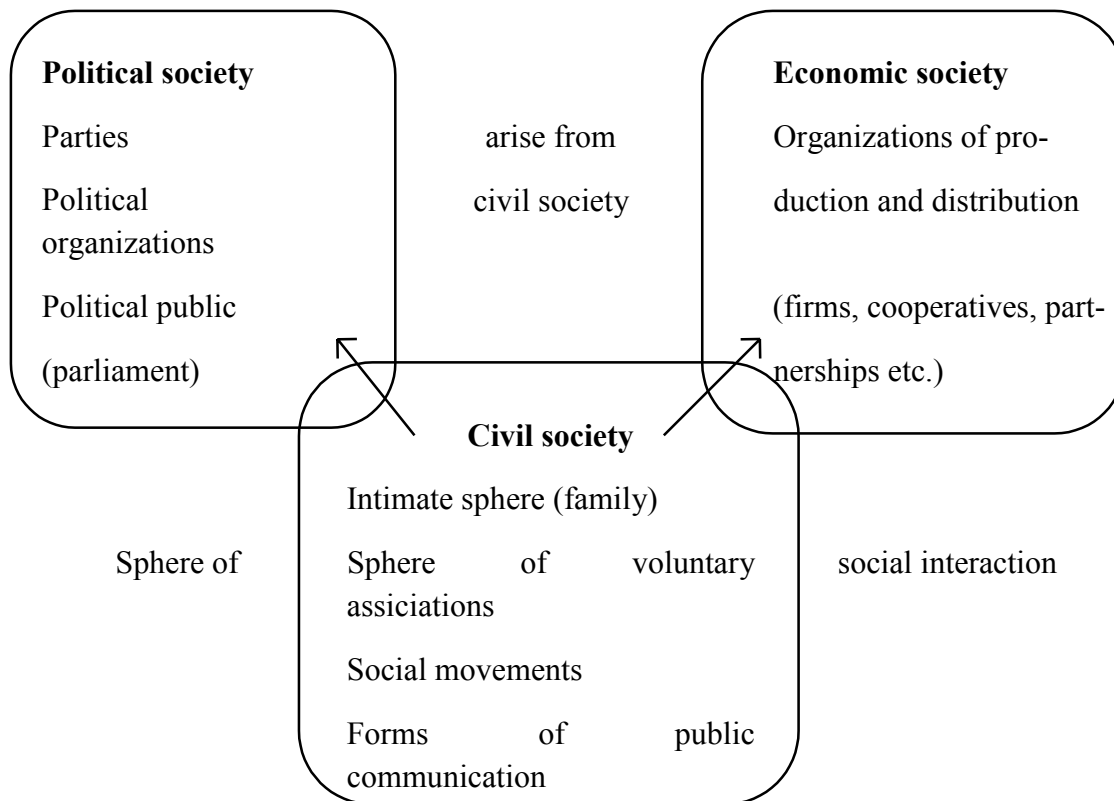 Political society
Parties
Political
organizations
Political public
(parliament)
arise from
civil society
Economic society
Organizations of pro-
duction and distribution
(firms, cooperatives, part-
nerships etc.)
Civil society
Intimate sphere (family)
Sphere of voluntary
assiciations
Social movements
Forms of public
communication
Sphere of
social interaction